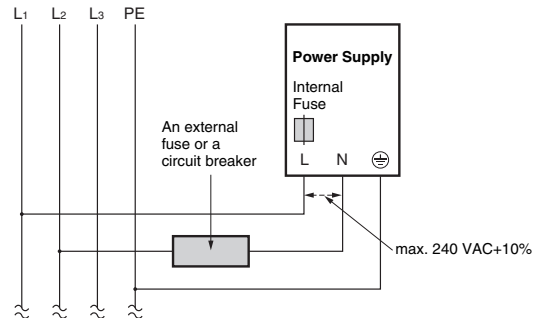 L1 L2 L3 PE
Power Supply
Internal
Fuse
L N
An external
fuse or a
circuit breaker
max. 240 VAC+10%